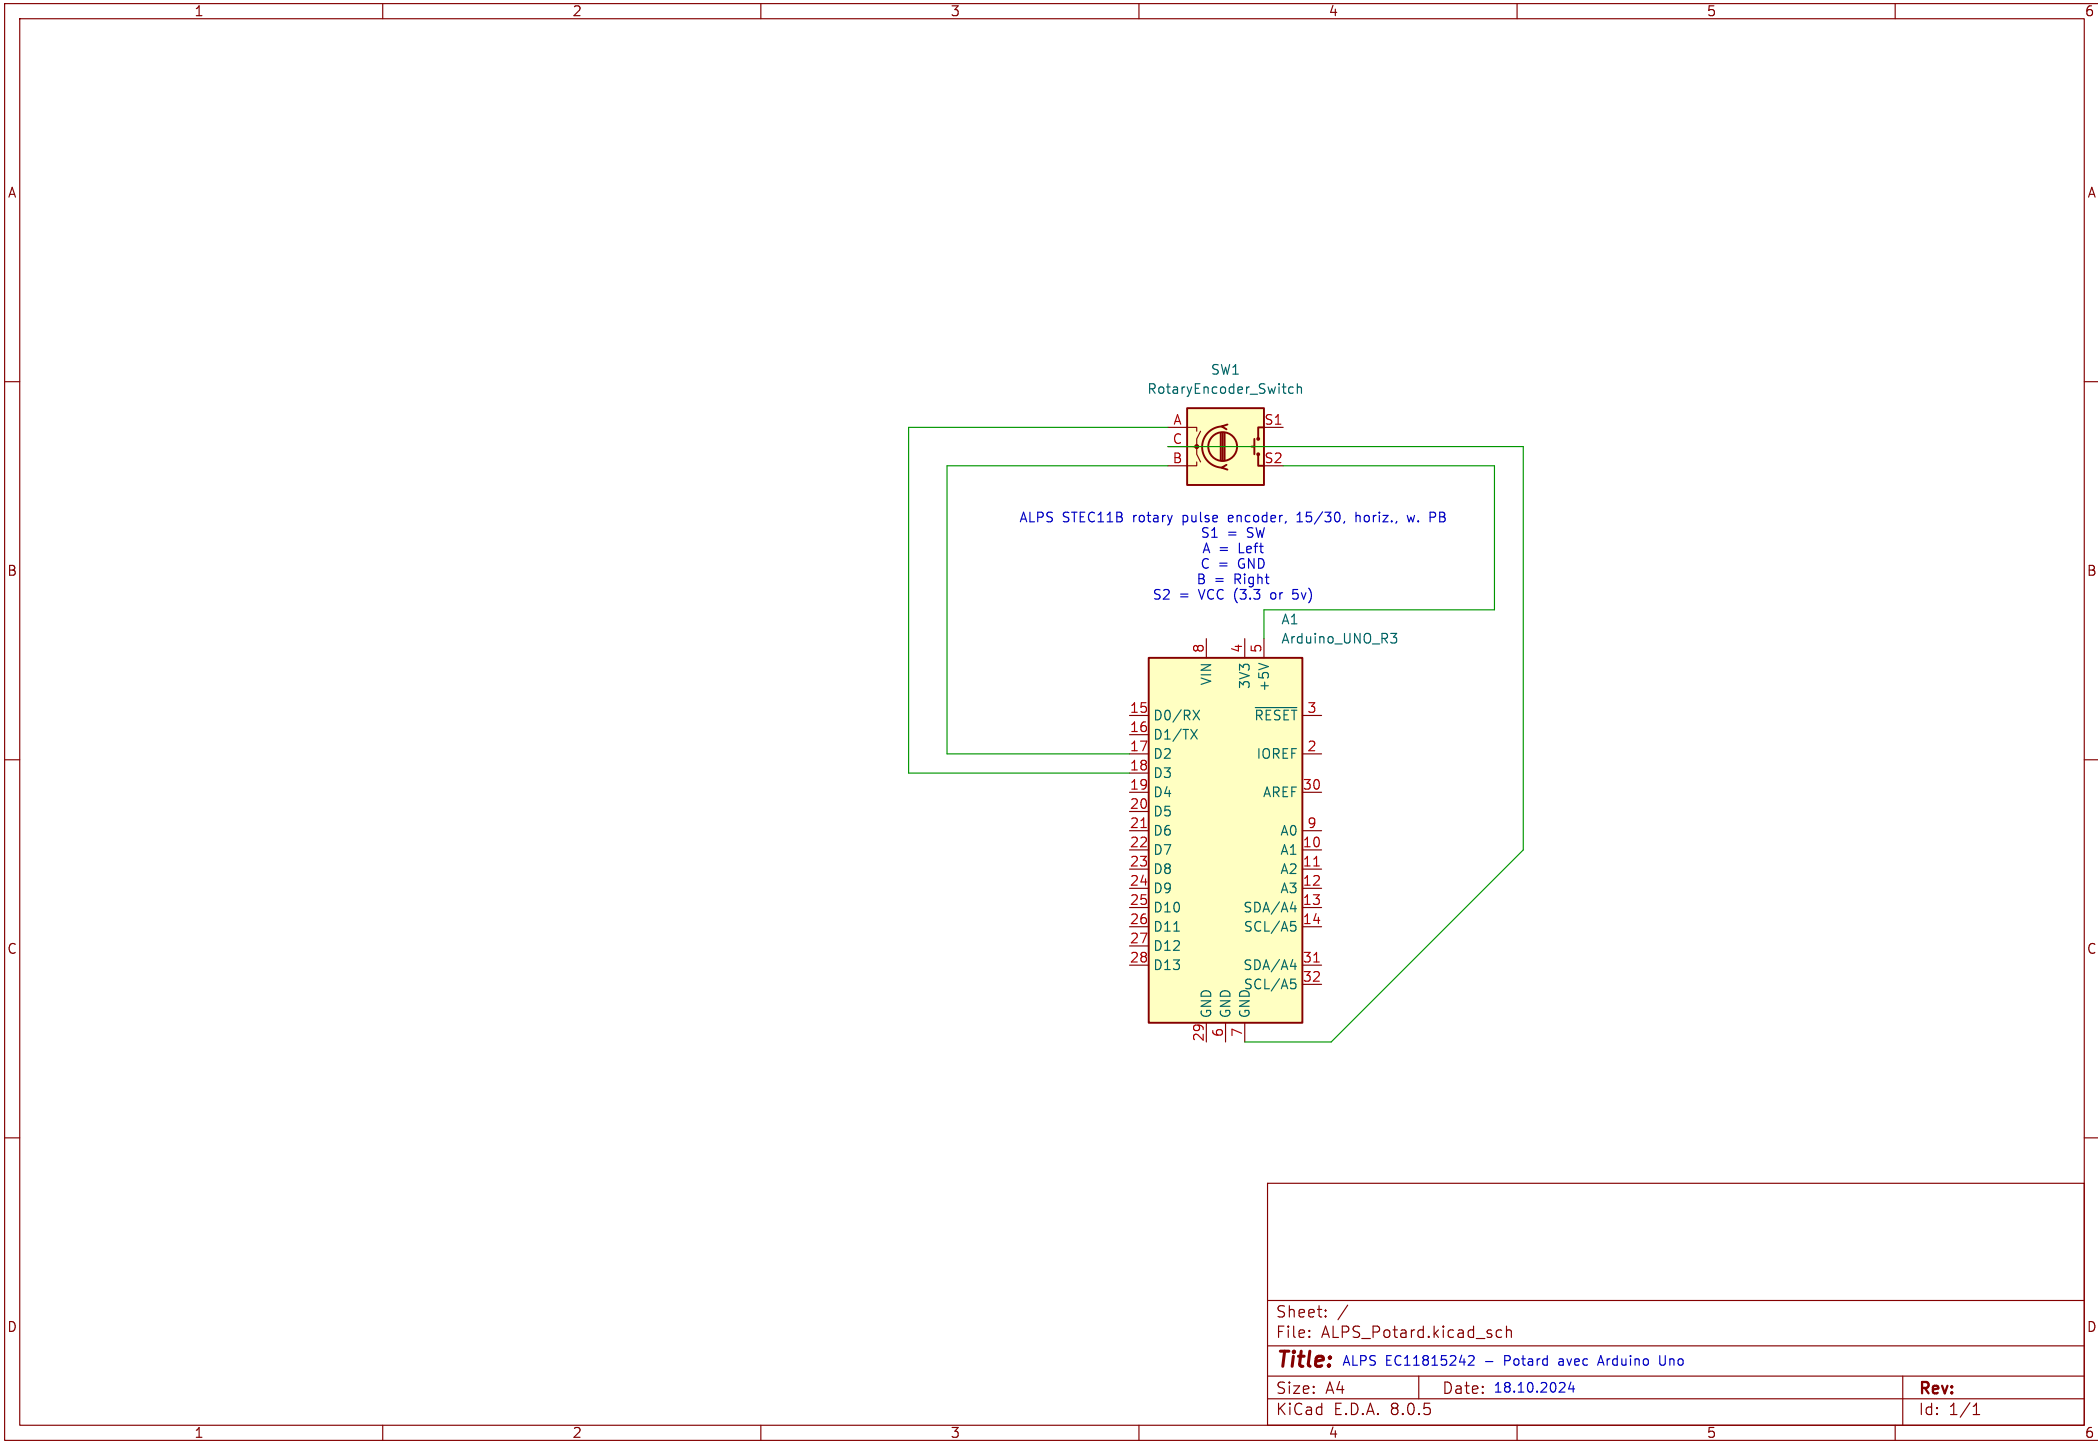 1 2 3 4 5 6
A A
SW1
RotaryEncoder_Switch
A S1
C
B S2
ALPS STEC11B rotary pulse encoder, 15/30, horiz., w. PB
S1 = SW
A = Left
C = GND
B = Right
S2 = VCC (3.3 or 5v)
B B
A1
Arduino_UNO_R3
8 4 5
VIN 3V3 +5V
15 D0/RX RESET 3
16 D1/TX
17 D2 IOREF 2
18 D3
19 D4 AREF 30
20 D5
21 D6 A0 9
22 D7 A1 10
23 D8 A2 11
24 D9 A3 12
25 D10 SDA/A4 13
26 D11 SCL/A5 14
27 D12
28 D13 SDA/A4 31
SCL/A5 32
GND GND GND
29 6 7
C C
Sheet: /
File: ALPS_Potard.kicad_sch
Title: ALPS EC11815242 - Potard avec Arduino Uno
Size: A4 Date: 18.10.2024 Rev:
KiCad E.D.A. 8.0.5 Id: 1/1
D D
1 2 3 4 5 6